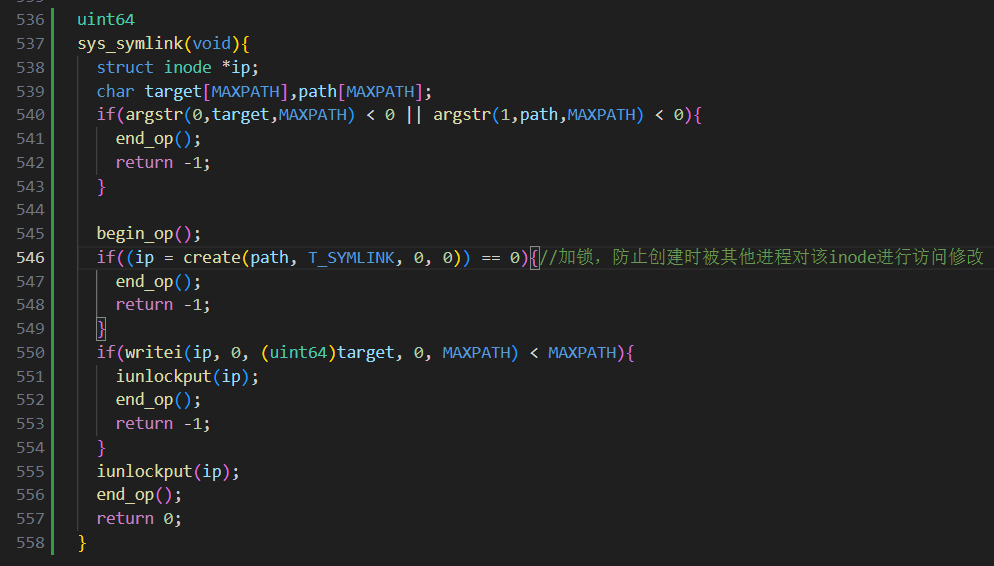 536 uint64
537 sys_symlink(void){
538 struct inode *ip;
539 char target[MAXPATH],path[MAXPATH];
540 if(argstr(0,target,MAXPATH) < 0 || argstr(1,path,MAXPATH) < 0){
541 end_op();
542 return -1;
543 }
544
545 begin_op();
546 if((ip = create(path, T_SYMLINK, 0, 0)) == 0){//加锁，防止创建时被其他进程对该inode进行访问修改
547 end_op();
548 return -1;
549 }
550 if(writei(ip, 0, (uint64)target, 0, MAXPATH) < MAXPATH){
551 iunlockput(ip);
552 end_op();
553 return -1;
554 }
555 iunlockput(ip);
556 end_op();
557 return 0;
558 }